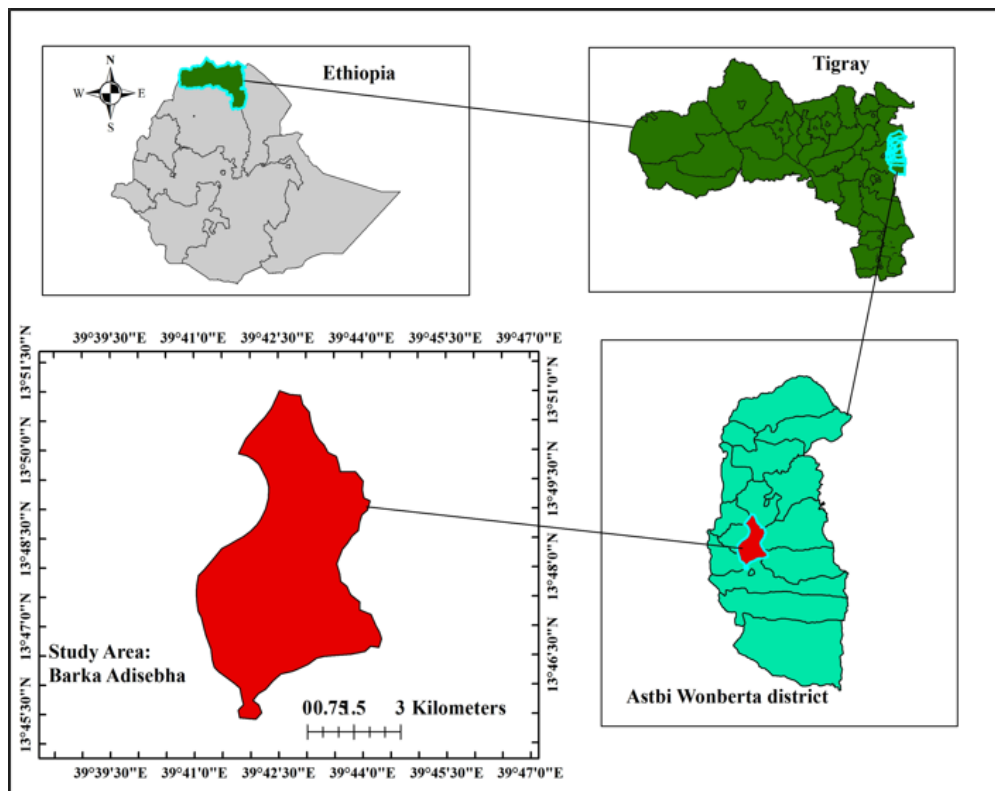 Ethiopia
N
W E
S
Tigray
39°39'30"E 39°41'0"E 39°42'30"E 39°44'0"E 39°45'30"E 39°47'0"E
13°51'30"N
13°50'0"N
13°48'30"N
13°47'0"N
13°45'30"N
13°51'0"N
13°49'30"N
13°48'0"N
13°46'30"N
Study Area:
Barka Adisebha
00.751.5 3 Kilometers
39°39'30"E 39°41'0"E 39°42'30"E 39°44'0"E 39°45'30"E 39°47'0"E
Astbi Wonberta district